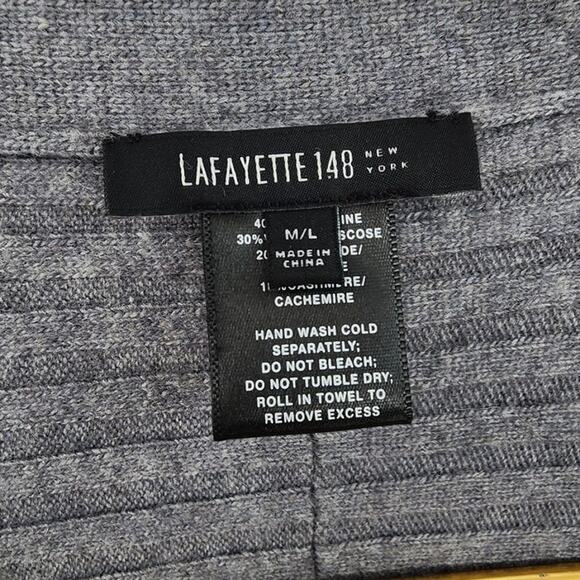 LAFAYETTE 148 NEW YORK
M/L
MADE IN
CHINA
30%
CACHEMIRE
HAND WASH COLD
SEPARATELY;
DO NOT BLEACH;
DO NOT TUMBLE DRY;
ROLL IN TOWEL TO
REMOVE EXCESS